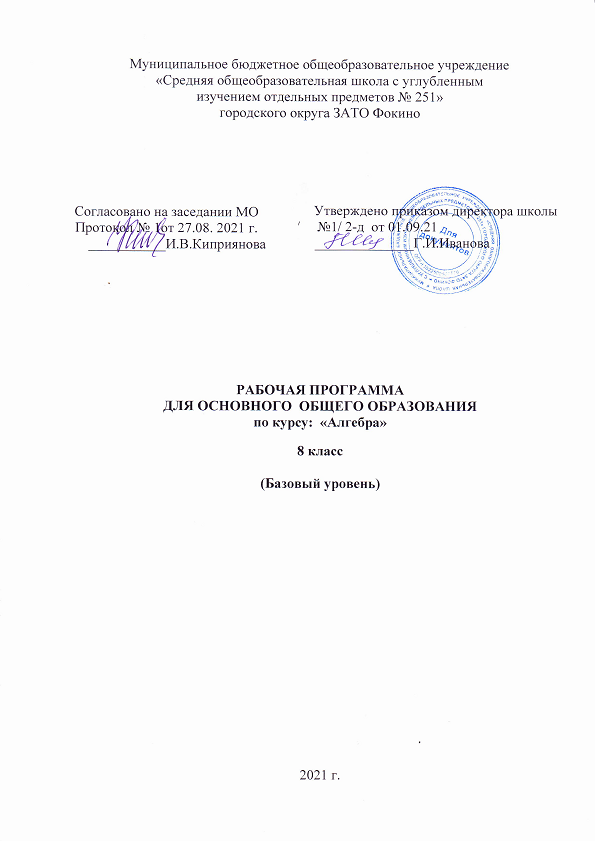 Муниципальное бюджетное общеобразовательное учреждение
«Средняя общеобразовательная школа с углубленным
изучением отдельных предметов № 251»
городского округа ЗАТО Фокино
Согласовано на заседании МО
Протокол № 1от 27.08. 2021 г.
И.В.Киприянова
Утверждено приказом директора школы
№1/ 2-д от 01.09.21
Г.И.Иванова
Для
документов
РАБОЧАЯ ПРОГРАММА
ДЛЯ ОСНОВНОГО ОБЩЕГО ОБРАЗОВАНИЯ
по курсу: «Алгебра»
8 класс
(Базовый уровень)
2021 г.